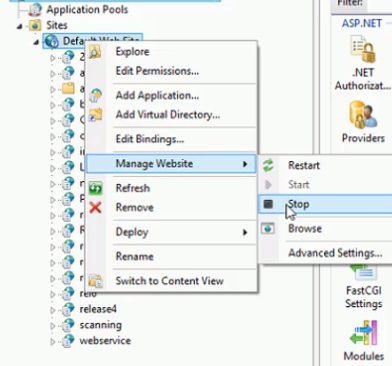 Application Pools
Sites
Default Web Site
Explore
Edit Permissions...
Add Application...
Add Virtual Directory...
Edit Bindings...
Manage Website
Refresh
Remove
Deploy
Rename
Switch to Content View
release4
scanning
webservice
Restart
Start
Stop
Browse
Advanced Settings...
Filter:
ASP.NET
.NET
Authorizat...
Providers
FastCGI
Settings
Modules